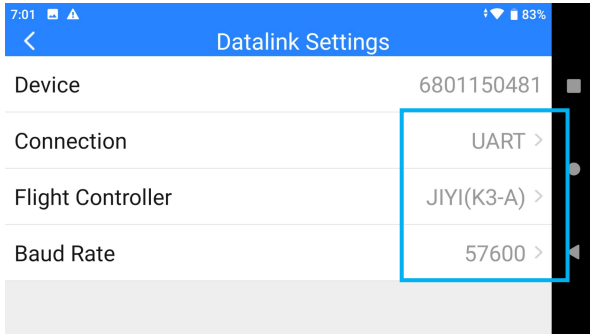 7:01 83%
Datalink Settings
Device 6801150481
Connection UART
Flight Controller JIYI(K3-A)
Baud Rate 57600